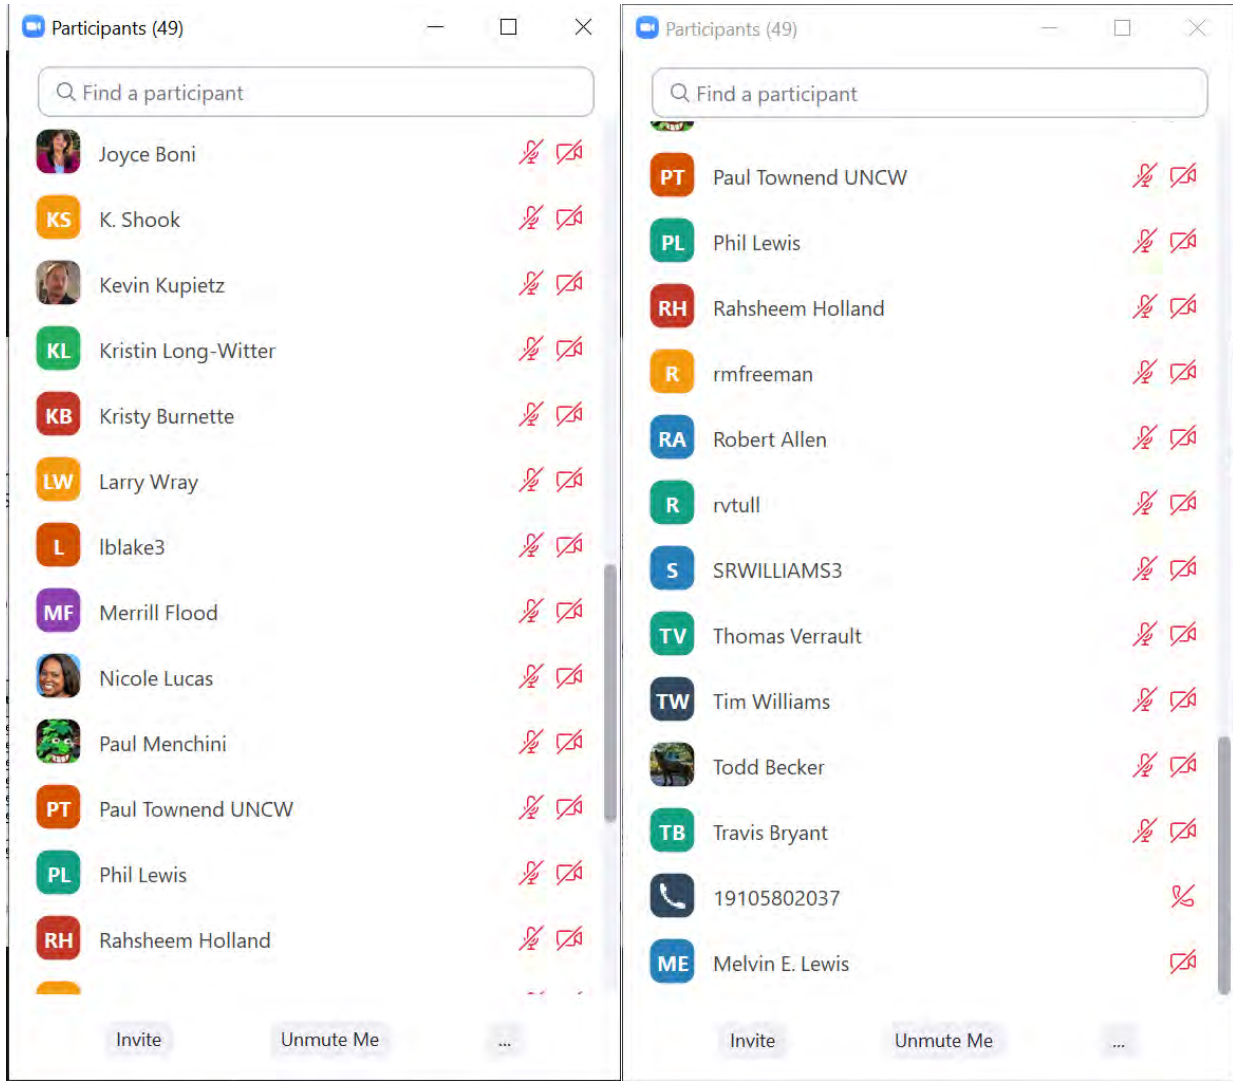 Participants (49)
Find a participant
Joyce Boni
KS K. Shook
Kevin Kupietz
KL Kristin Long-Witter
KB Kristy Burnette
LW Larry Wray
L lblake3
MF Merrill Flood
Nicole Lucas
Paul Menchini
PT Paul Townend UNCW
PL Phil Lewis
RH Rahsheem Holland
Invite Unmute Me ...
Participants (49)
Find a participant
PT Paul Townend UNCW
PL Phil Lewis
RH Rahsheem Holland
R rmfreeman
RA Robert Allen
R rvtull
S SRWILLIAMS3
TV Thomas Verrault
TW Tim Williams
Todd Becker
TB Travis Bryant
19105802037
ME Melvin E. Lewis
Invite Unmute Me ...